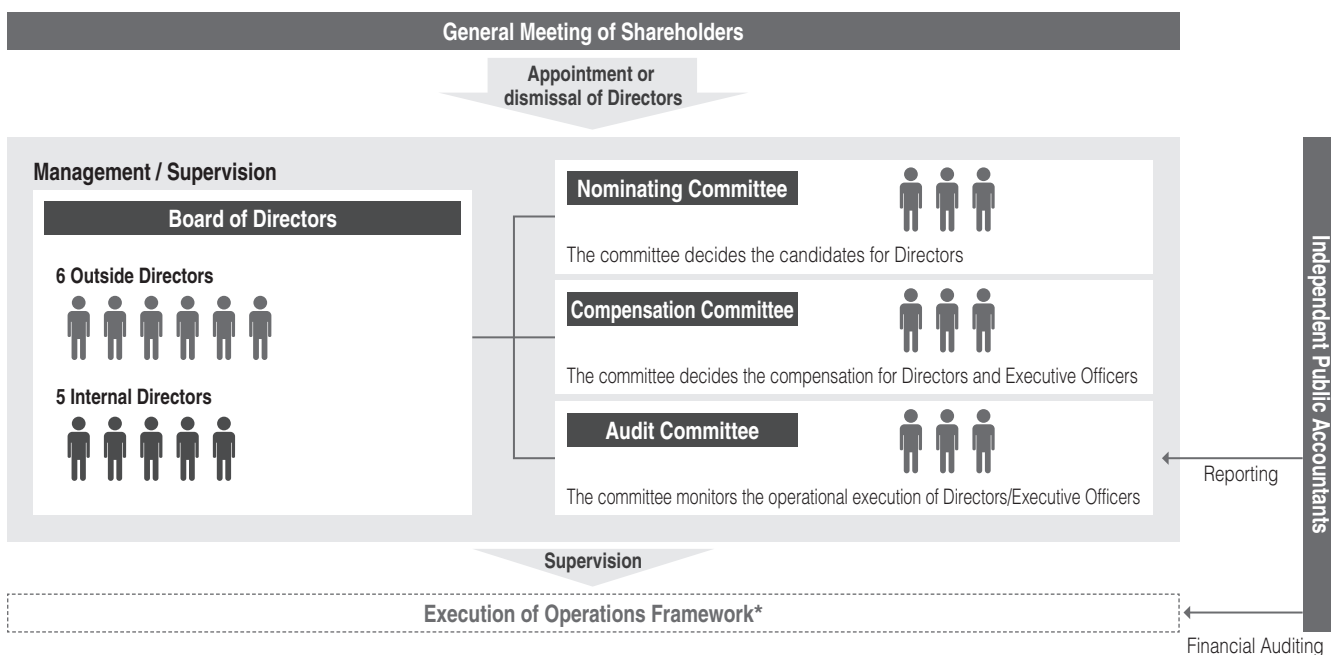 General Meeting of Shareholders
Appointment or
dismissal of Directors
Management / Supervision
Board of Directors
6 Outside Directors
5 Internal Directors
Nominating Committee
The committee decides the candidates for Directors
Compensation Committee
The committee decides the compensation for Directors and Executive Officers
Audit Committee
The committee monitors the operational execution of Directors/Executive Officers
Reporting
Independent Public Accountants
Supervision
Execution of Operations Framework*
Financial Auditing